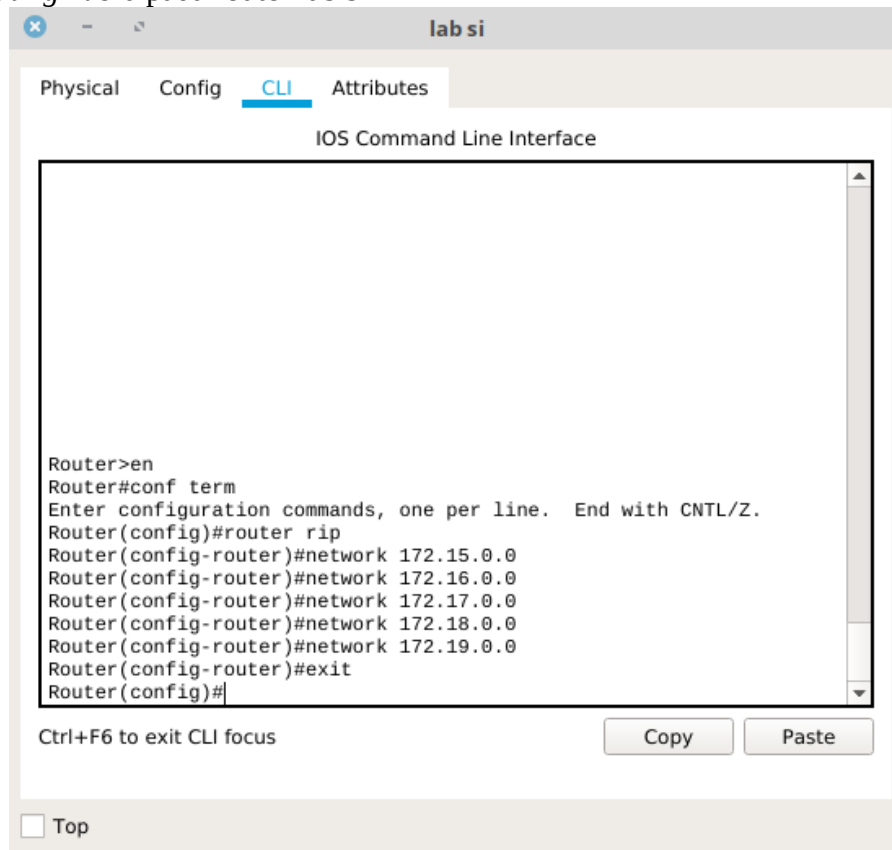 lab si
Physical Config CLI Attributes
IOS Command Line Interface
Router>en
Router#conf term
Enter configuration commands, one per line.  End with CNTL/Z.
Router(config)#router rip
Router(config-router)#network 172.15.0.0
Router(config-router)#network 172.16.0.0
Router(config-router)#network 172.17.0.0
Router(config-router)#network 172.18.0.0
Router(config-router)#network 172.19.0.0
Router(config-router)#exit
Router(config)#
Ctrl+F6 to exit CLI focus
Copy Paste
Top